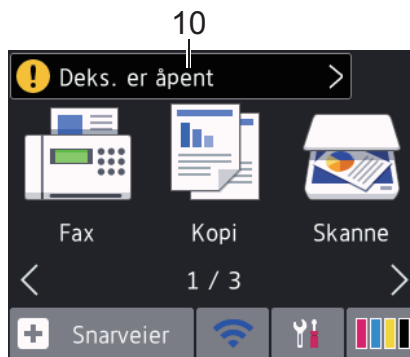 10
Deks. er åpent
Fax Kopi Skanne
1 / 3
Snarveier